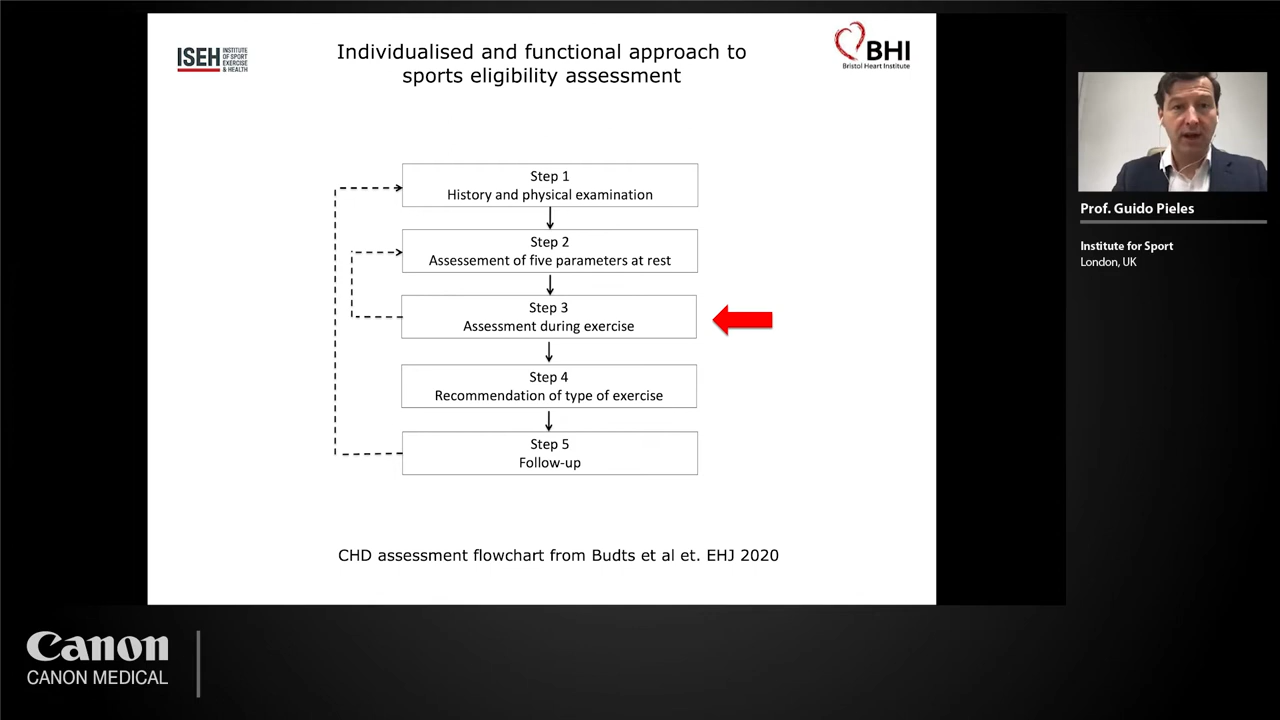 ISEH
INSTITUTE
OF SPORT
EXERCISE
& HEALTH
Individualised and functional approach to
sports eligibility assessment
BHI
Bristol Heart Institute
Step 1
History and physical examination
Step 2
Assessement of five parameters at rest
Step 3
Assessment during exercise
Step 4
Recommendation of type of exercise
Step 5
Follow-up
CHD assessment flowchart from Budts et al et. EHJ 2020
Prof. Guido Pieles
Institute for Sport
London, UK
Canon
CANON MEDICAL